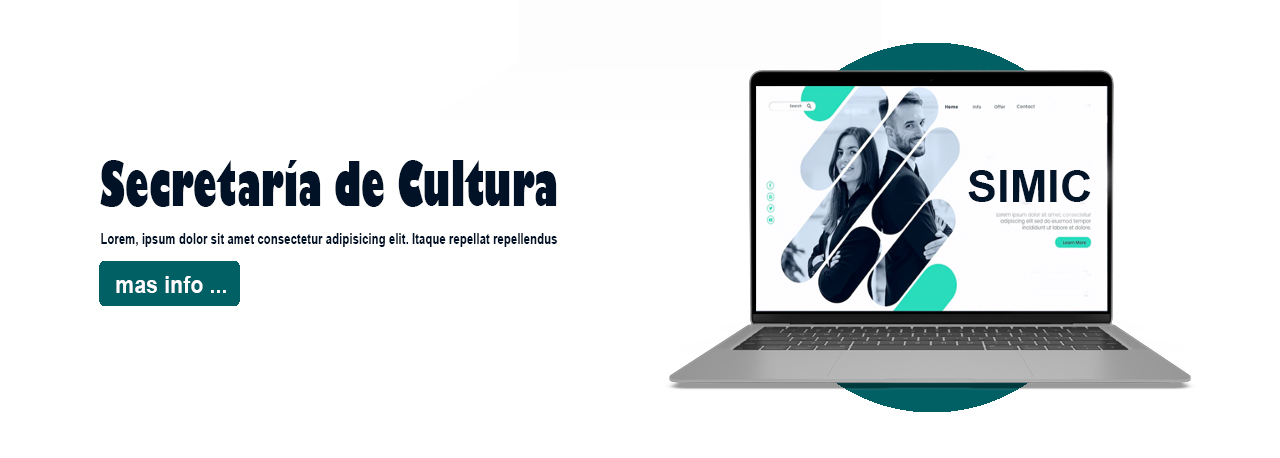 Secretaría de Cultura
Lorem, ipsum dolor sit amet consectetur adipisicing elit. Itaque repellat repellendus
mas info ...
Search
Home Info Offer Contact
SIMIC
Lorem ipsum dolor sit amet, consectetur
adipiscing elit sed do eiusmod tempor
incididunt ut labore et dolore.
Learn More